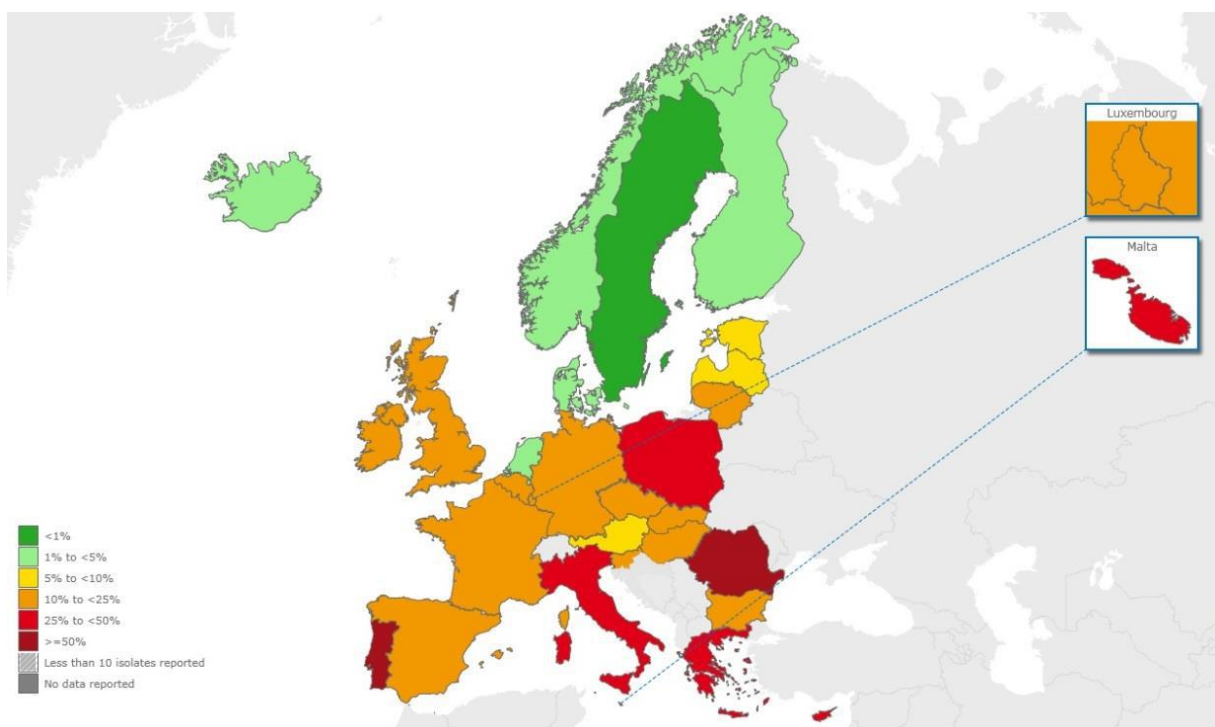 Luxembourg
Malta
<1%
1% to <5%
5% to <10%
10% to <25%
25% to <50%
>=50%
Less than 10 isolates reported
No data reported